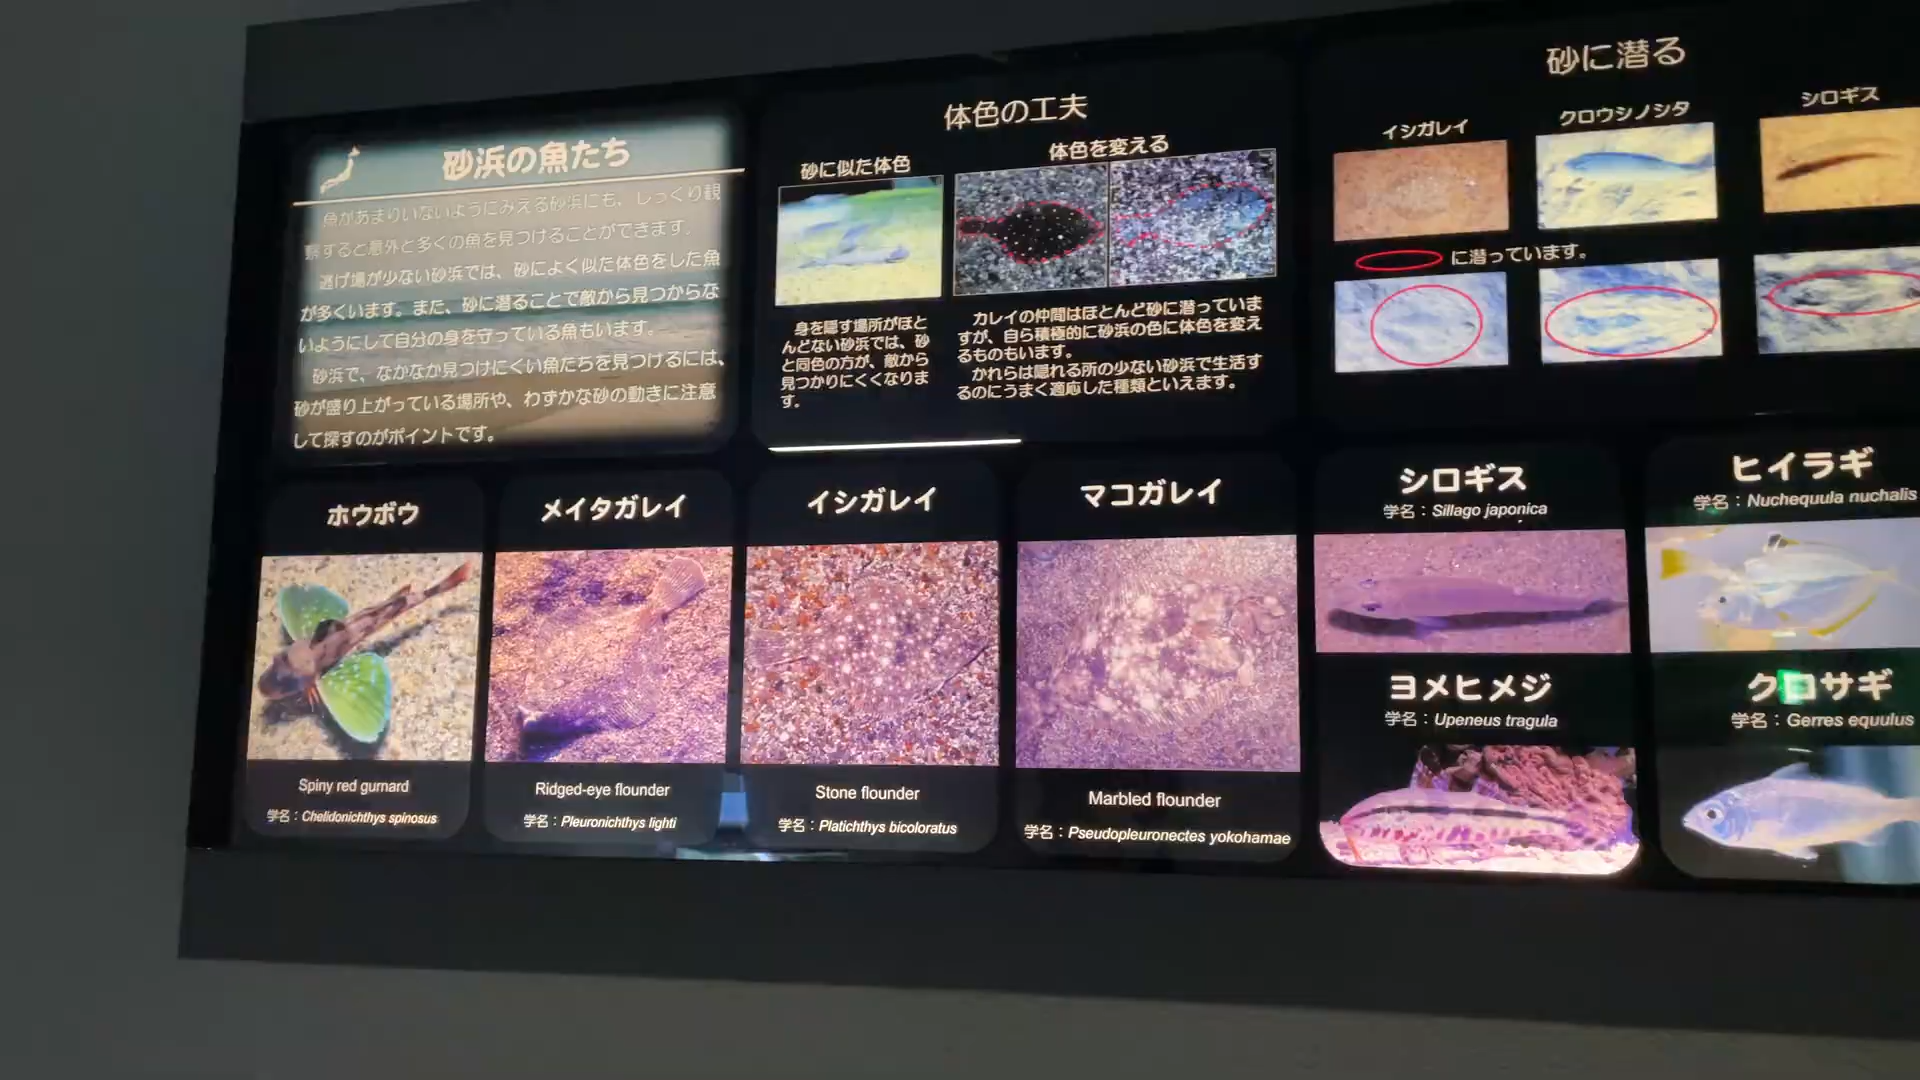 砂浜の魚たち
魚があまりいないようにみえる砂浜にも、じっくり観
察すると意外と多くの魚を見つけることができます。
逃げ場が少ない砂浜では、砂によく似た体色をした魚
が多くいます。また、砂に潜ることで敵から見つからな
いようにして自分の身を守っている魚もいます。
砂浜で、なかなか見つけにくい魚たちを見つけるには、
砂が盛り上がっている場所や、わずかな砂の動きに注意
して探すのがポイントです。
体色の工夫
砂に似た体色
身を隠す場所がほと
んどない砂浜では、砂
と同色の方が、敵から
見つかりにくくなりま
す。
体色を変える
カレイの仲間はほとんど砂に潜っていま
すが、自ら積極的に砂浜の色に体色を変え
るものもいます。
かれらは隠れる所の少ない砂浜で生活す
るのにうまく適応した種類といえます。
砂に潜る
イシガレイ
クロウシノシタ
シロギス
に潜っています。
ホウボウ
Spiny red gurnard
学名：Chelidonichthys spinosus
メイタガレイ
Ridged-eye flounder
学名：Pleuronichthys lighti
イシガレイ
Stone flounder
学名：Platichthys bicoloratus
マコガレイ
Marbled flounder
学名：Pseudopleuronectes yokohamae
シロギス
学名：Sillago japonica
ヒイラギ
学名：Nuchequula nuchalis
ヨメヒメジ
学名：Upeneus tragula
クロサギ
学名：Gerres equulus